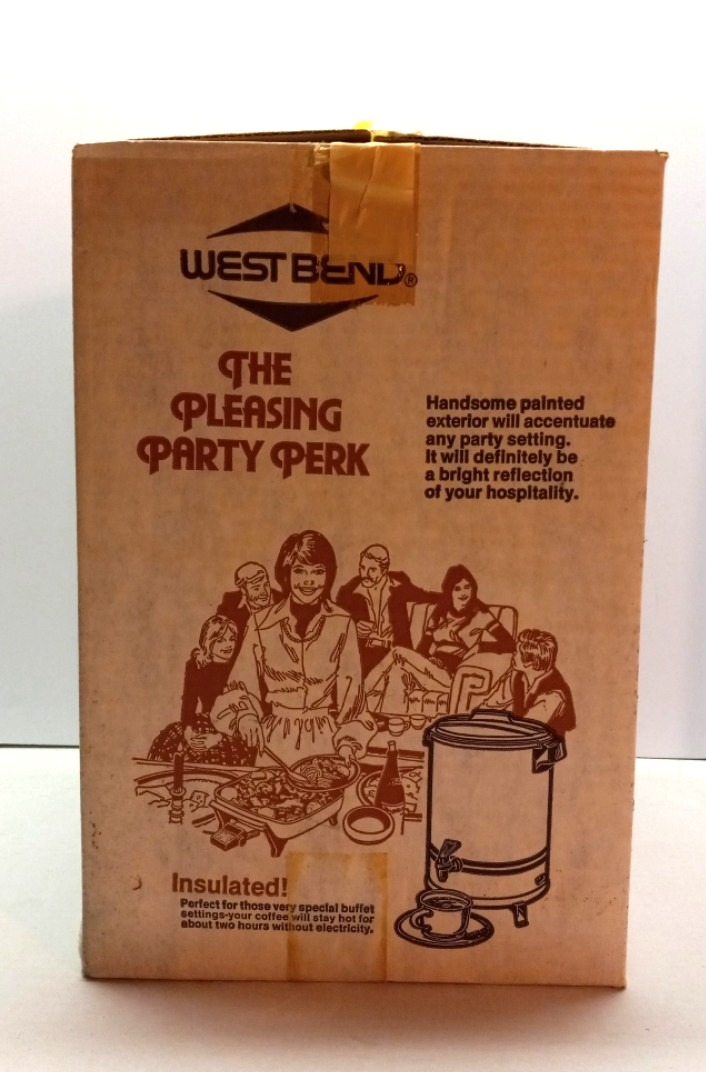 WEST BEND®
THE
PLEASING
PARTY PERK
Handsome painted
exterior will accentuate
any party setting.
It will definitely be
a bright reflection
of your hospitality.
Insulated!
Perfect for those very special buffet
settings-your coffee will stay hot for
about two hours without electricity.